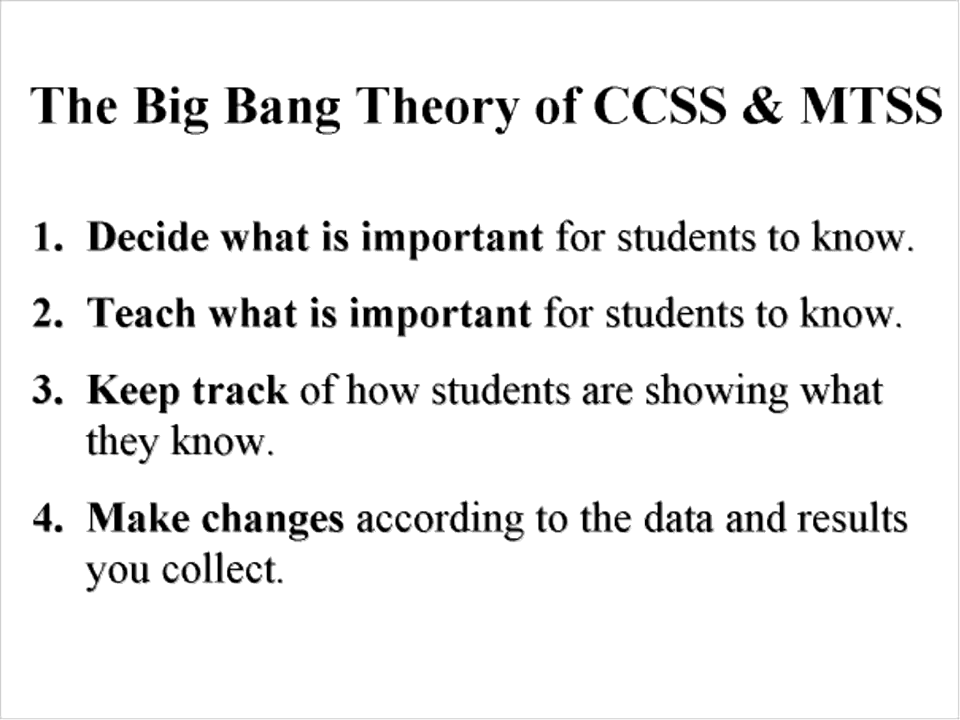 The Big Bang Theory of CCSS & MTSS
1. Decide what is important for students to know.
2. Teach what is important for students to know.
3. Keep track of how students are showing what
they know.
4. Make changes according to the data and results
you collect.